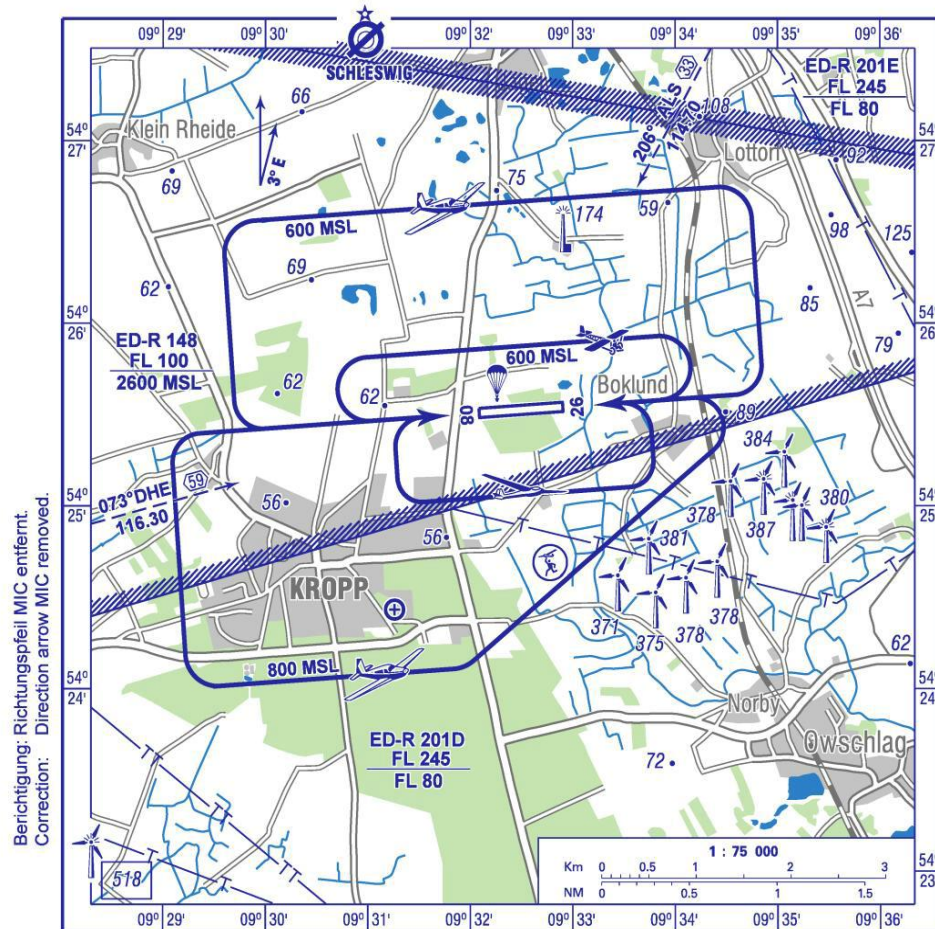 09° 29'
09° 30'
09° 32'
09° 33'
09° 34'
09° 35'
09° 36'
SCHLESWIG
ED-R 201E
FL 245
FL 80
54°
27'
Klein Rheide
66
69
3° E
206° ALS
33
108
92
Lottorf
75
59
174
600 MSL
98
125
62
69
54°
26'
85
A7
79
ED-R 148
FL 100
2600 MSL
600 MSL
62
62
Boklund
08
26
89
384
073° DHE
59
116.30
54°
25'
56
56
378
387
380
381
KROPP
371
375
378
378
62
800 MSL
54°
24'
Norby
Owschlag
ED-R 201D
FL 245
FL 80
72
518
1 : 75 000
Km
0
0.5
1
2
3
NM
0
0.5
1
1.5
54°
23'
09° 29'
09° 30'
09° 31'
09° 32'
09° 33'
09° 34'
09° 35'
09° 36'
Berichtigung: Richtungspfeil MIC entfernt.
Correction: Direction arrow MIC removed.